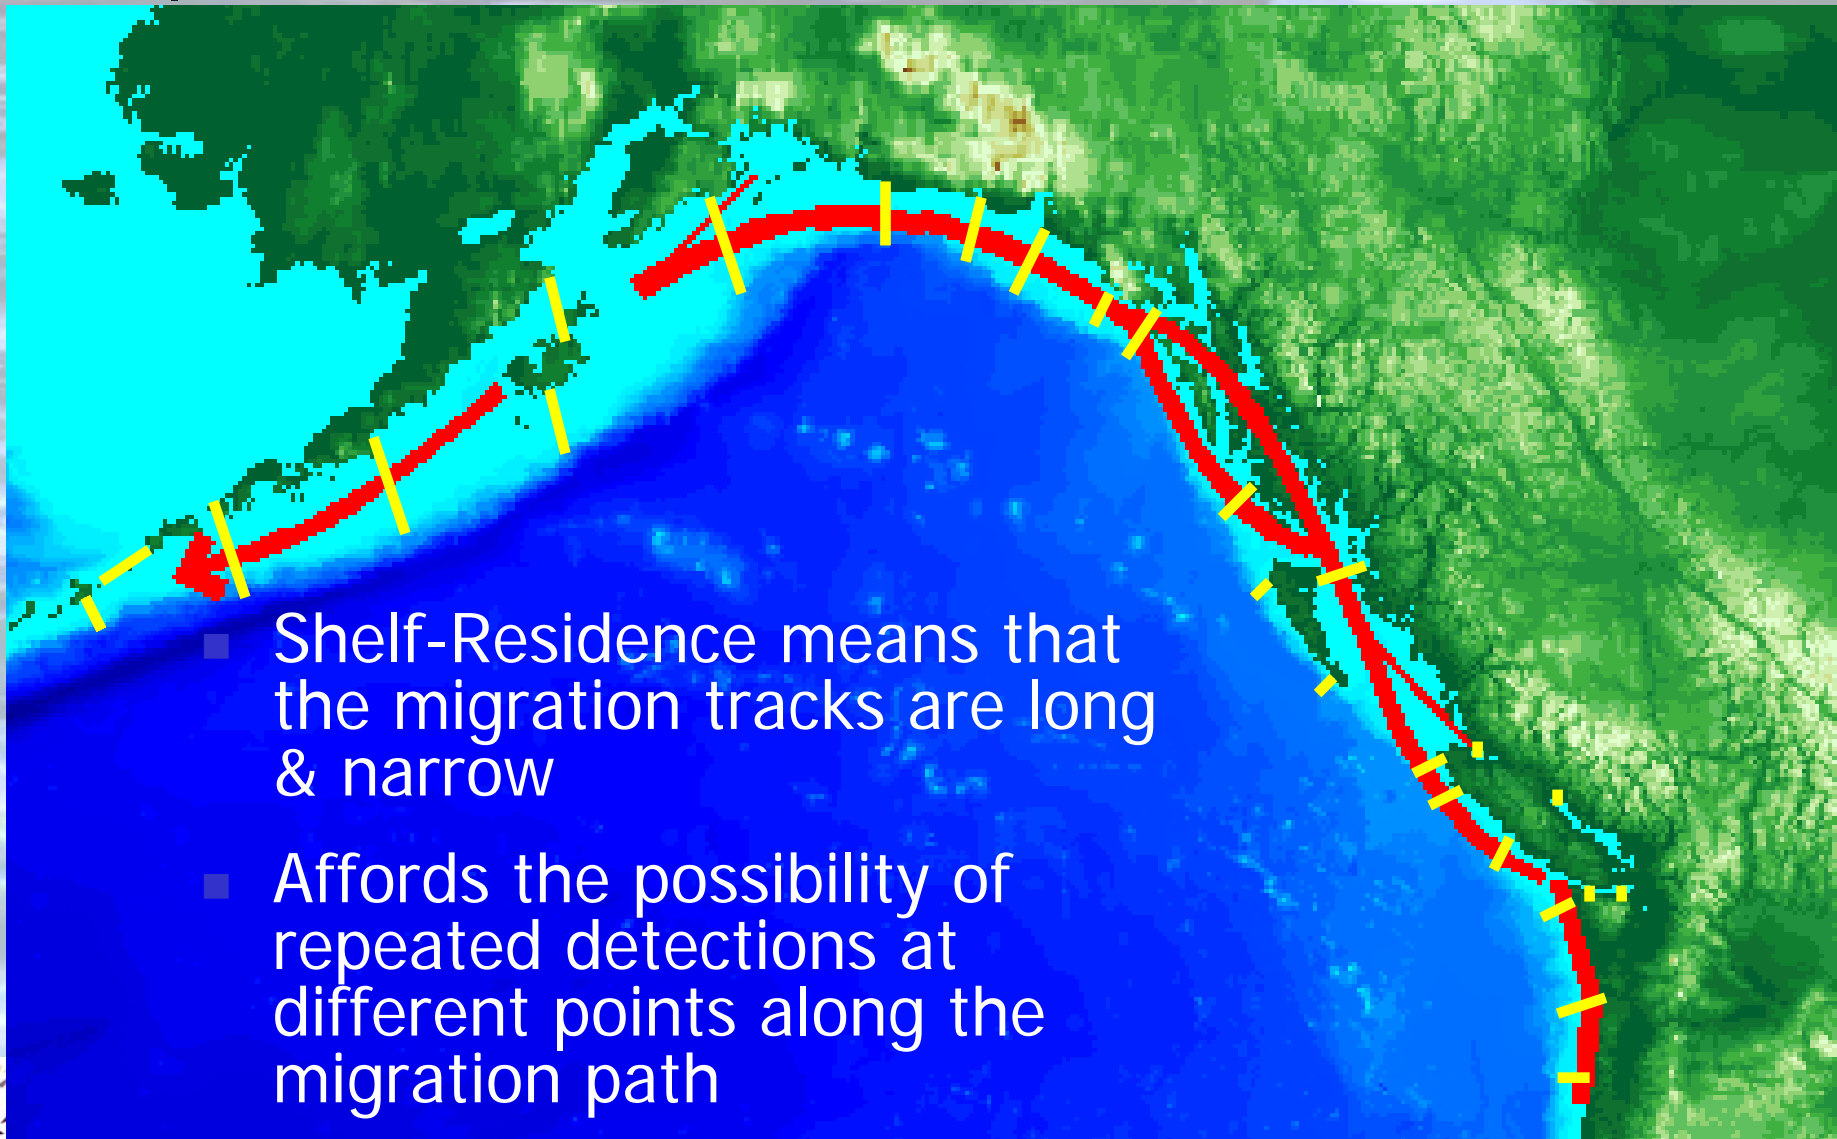 Shelf-Residence means that
the migration tracks are long
& narrow
Affords the possibility of
repeated detections at
different points along the
migration path